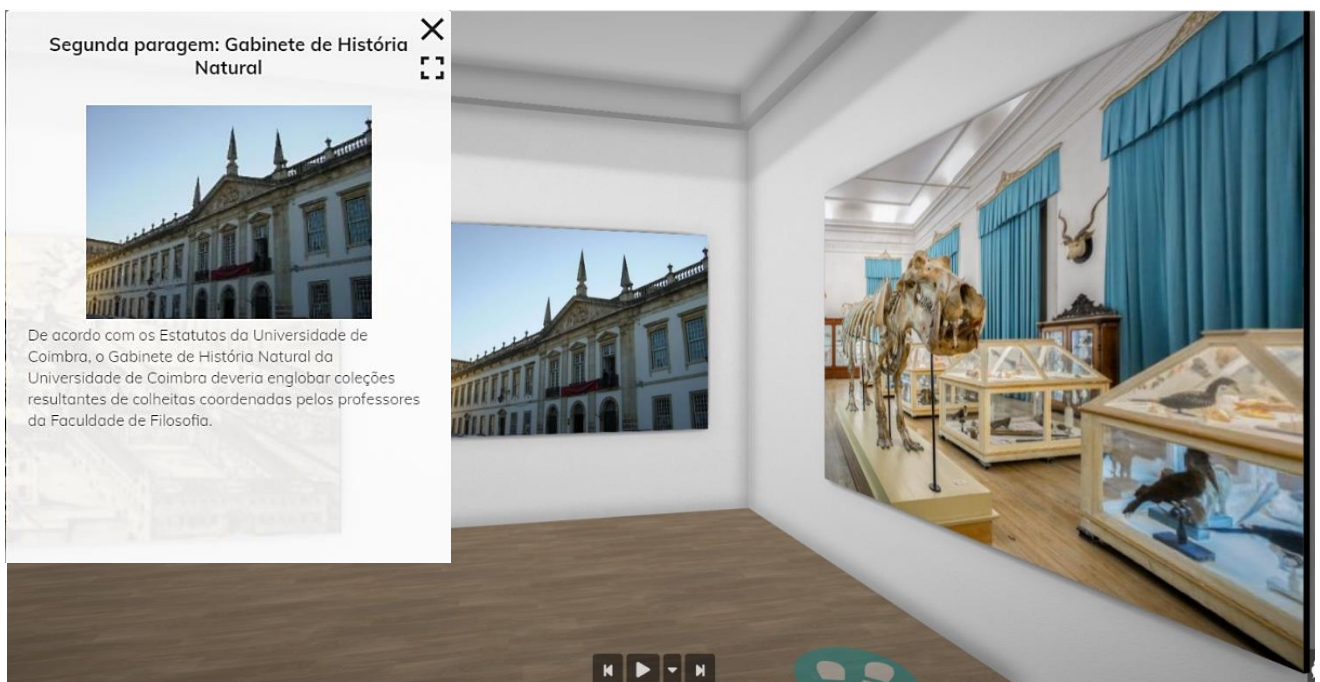 Segunda paragem: Gabinete de História
Natural
De acordo com os Estatutos da Universidade de
Coimbra, o Gabinete de História Natural da
Universidade de Coimbra deveria englobar coleções
resultantes de colheitas coordenadas pelos professores
da Faculdade de Filosofia.